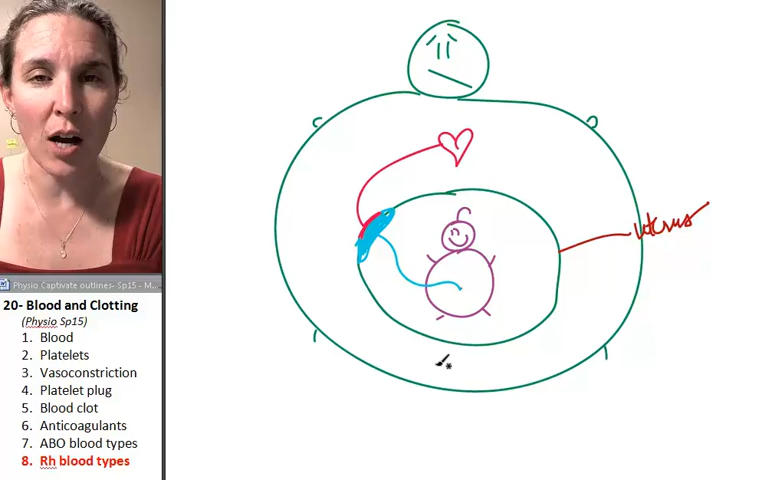 Physio Captivate outlines- Sp15 - M...
20- Blood and Clotting
(Physio Sp15)
1. Blood
2. Platelets
3. Vasoconstriction
4. Platelet plug
5. Blood clot
6. Anticoagulants
7. ABO blood types
8. Rh blood types
uterus